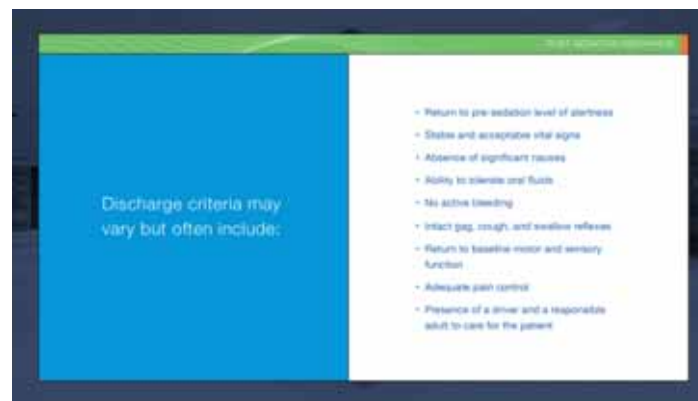 Discharge criteria may
vary but often include:
• Return to pre-sedation level of alertness
• Stable and acceptable vital signs
• Absence of significant nausea
• Ability to tolerate oral fluids
• No active bleeding
• Intact gag, cough, and swallow reflexes
• Return to baseline motor and sensory
function
• Adequate pain control
• Presence of a driver and a responsible
adult to care for the patient